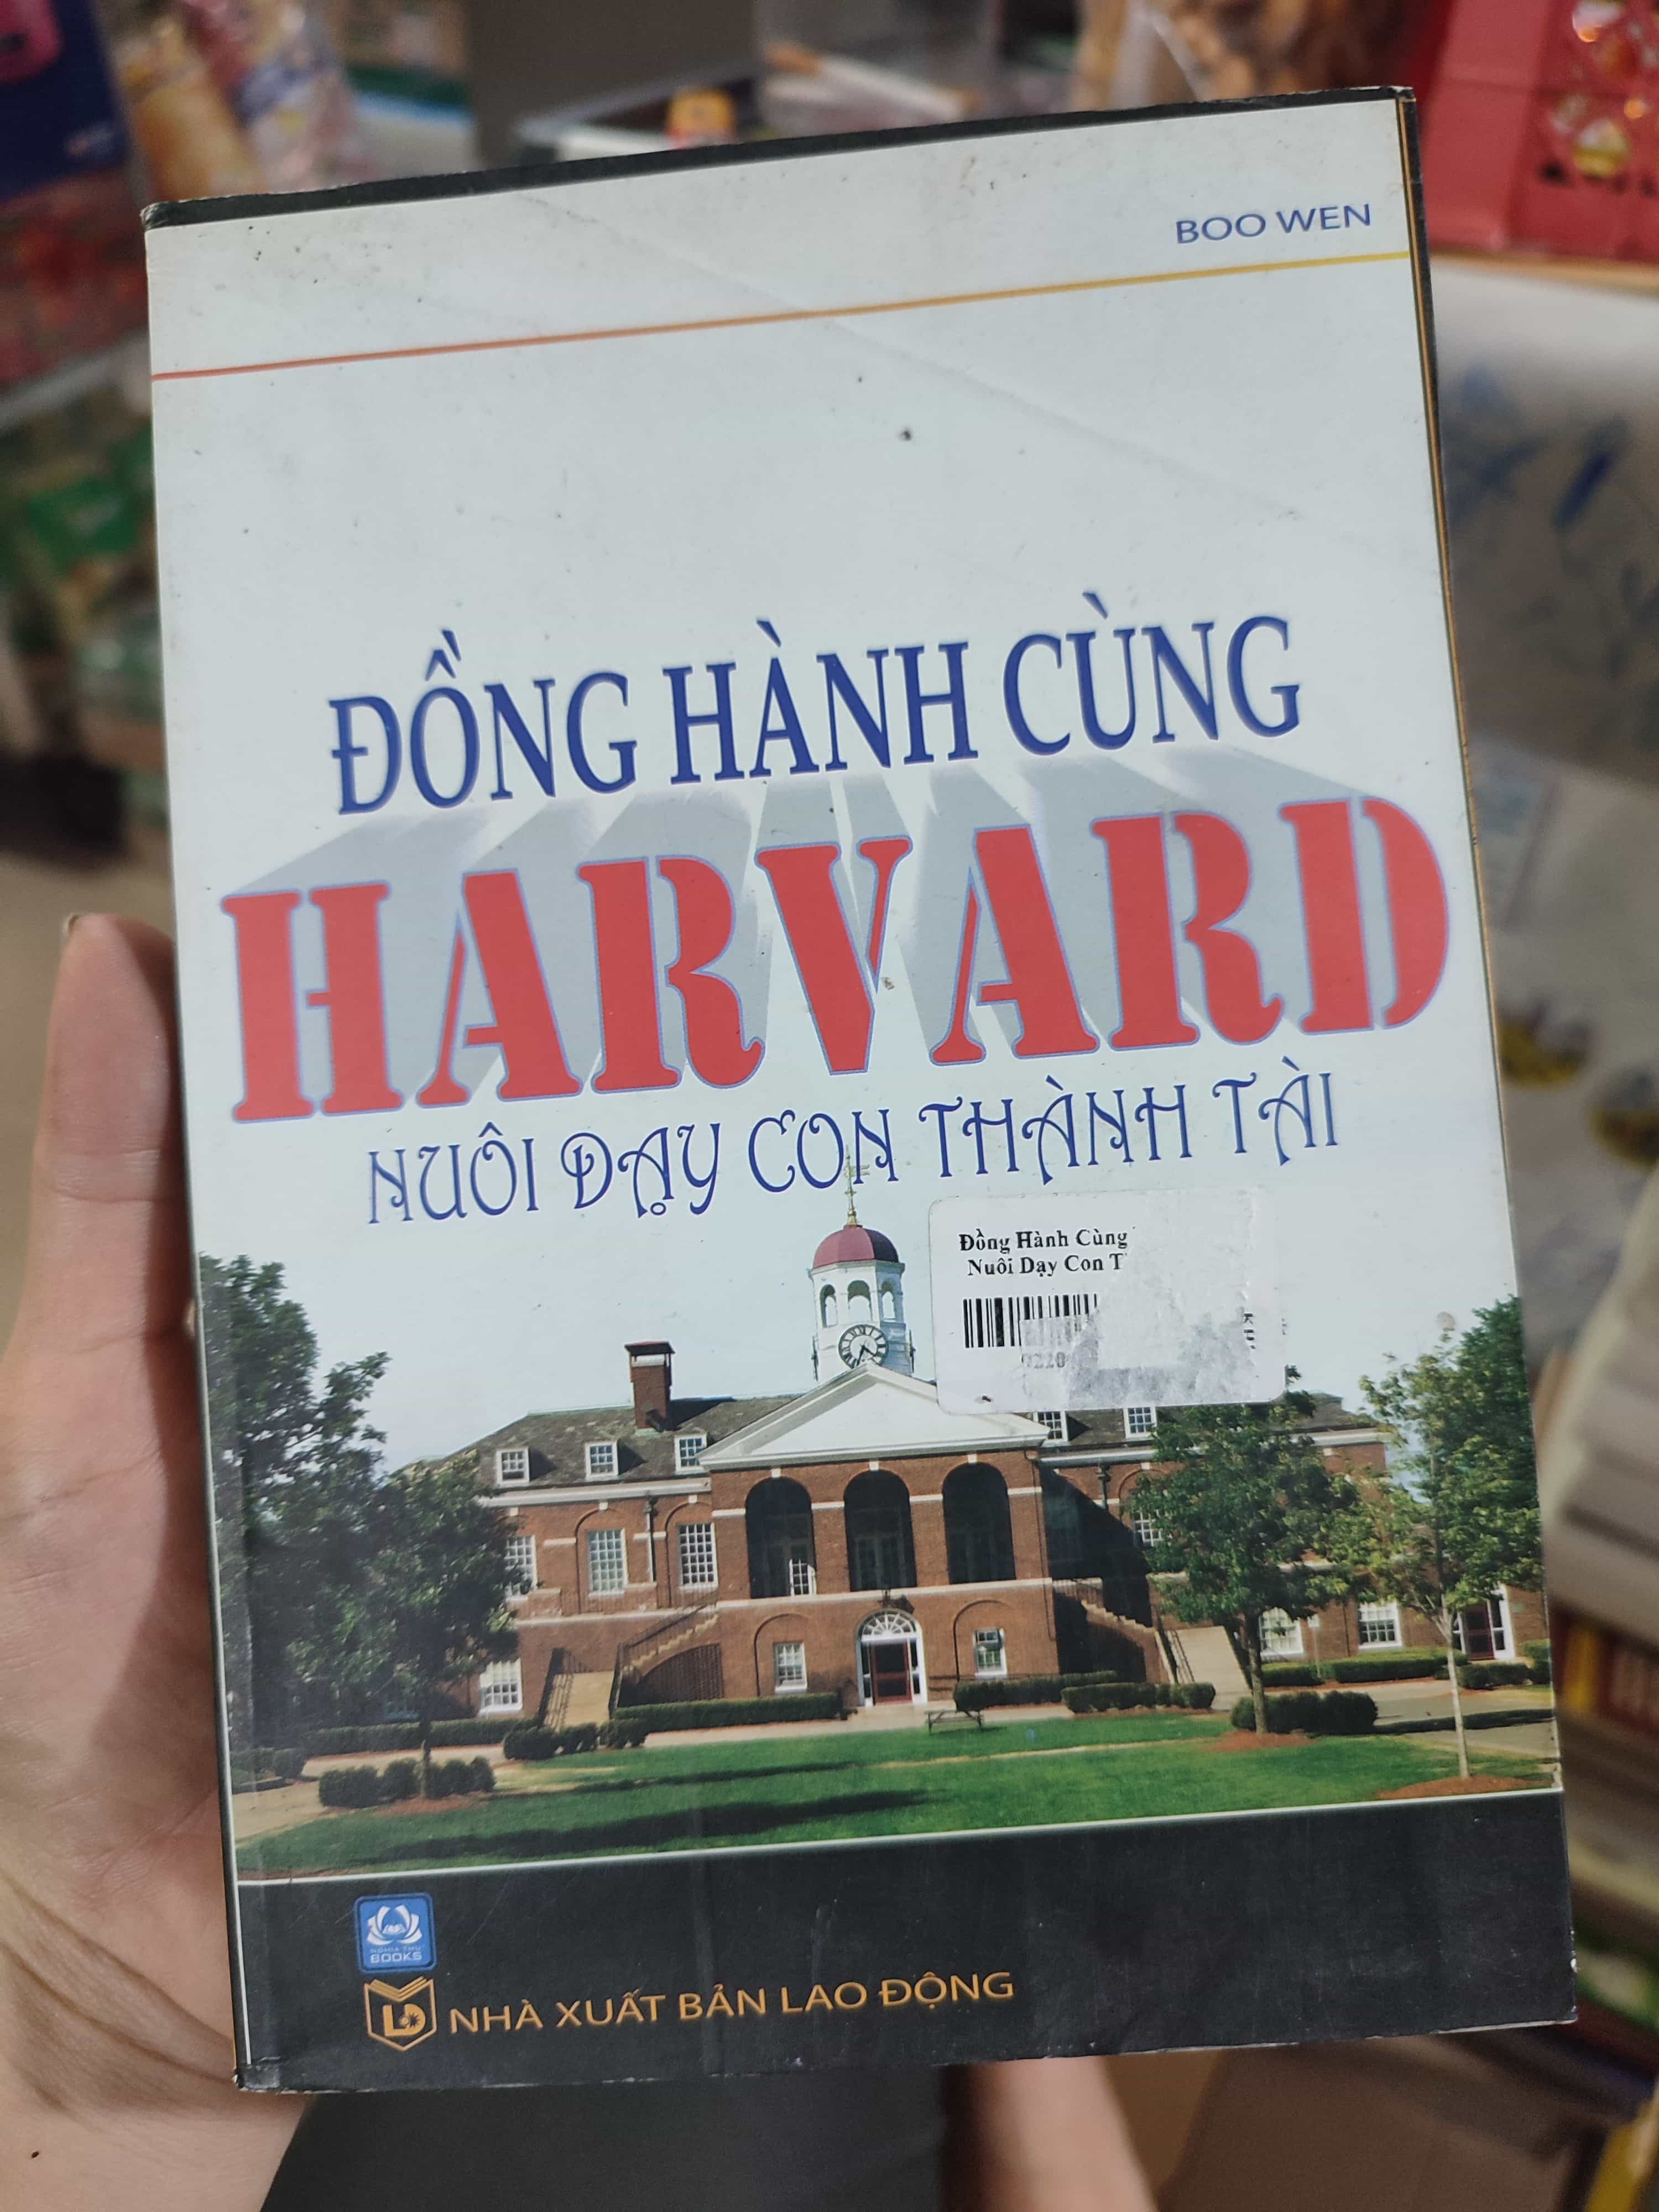 BOO WEN
ĐỒNG HÀNH CÙNG
HARVARD
NUÔI DẠY CON THÀNH TÀI
Đồng Hành Cùng
Nuôi Dạy Con T
BOOKS
NHÀ XUẤT BẢN LAO ĐỘNG